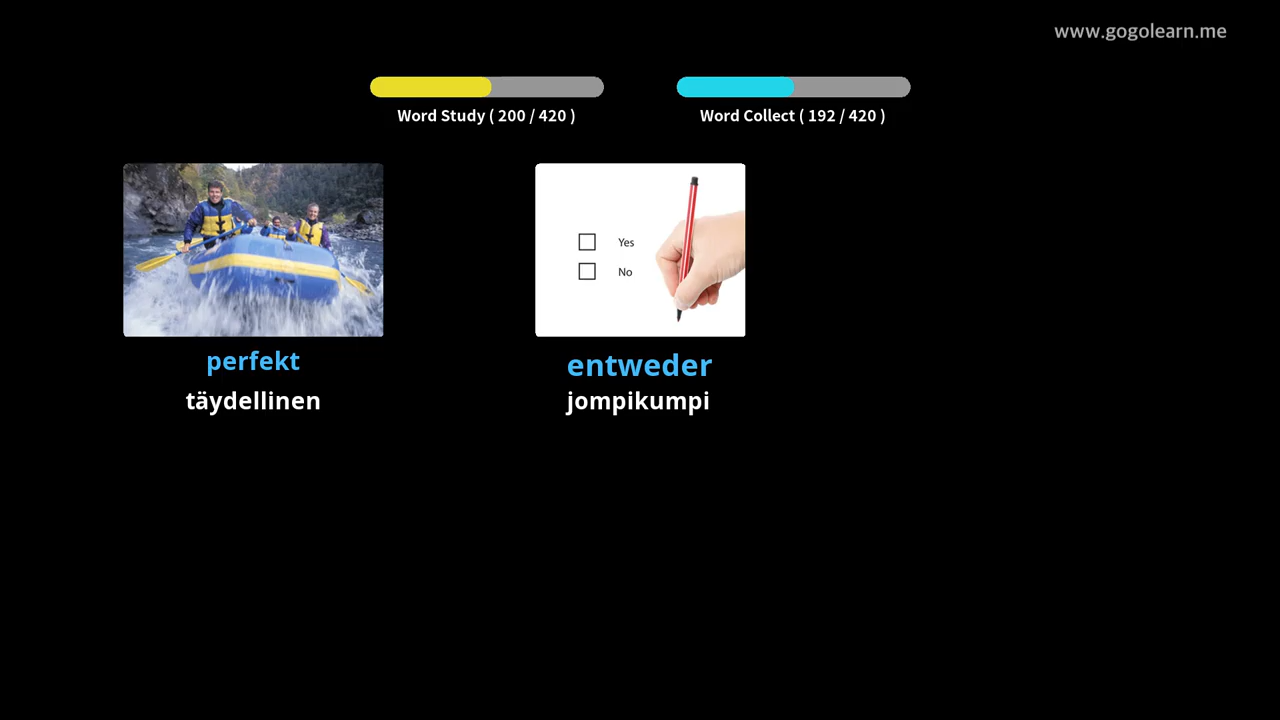 www.gogolearn.me
Word Study ( 200 / 420 )
Word Collect ( 192 / 420 )
Yes
No
perfekt
täydellinen
entweder
jompikumpi